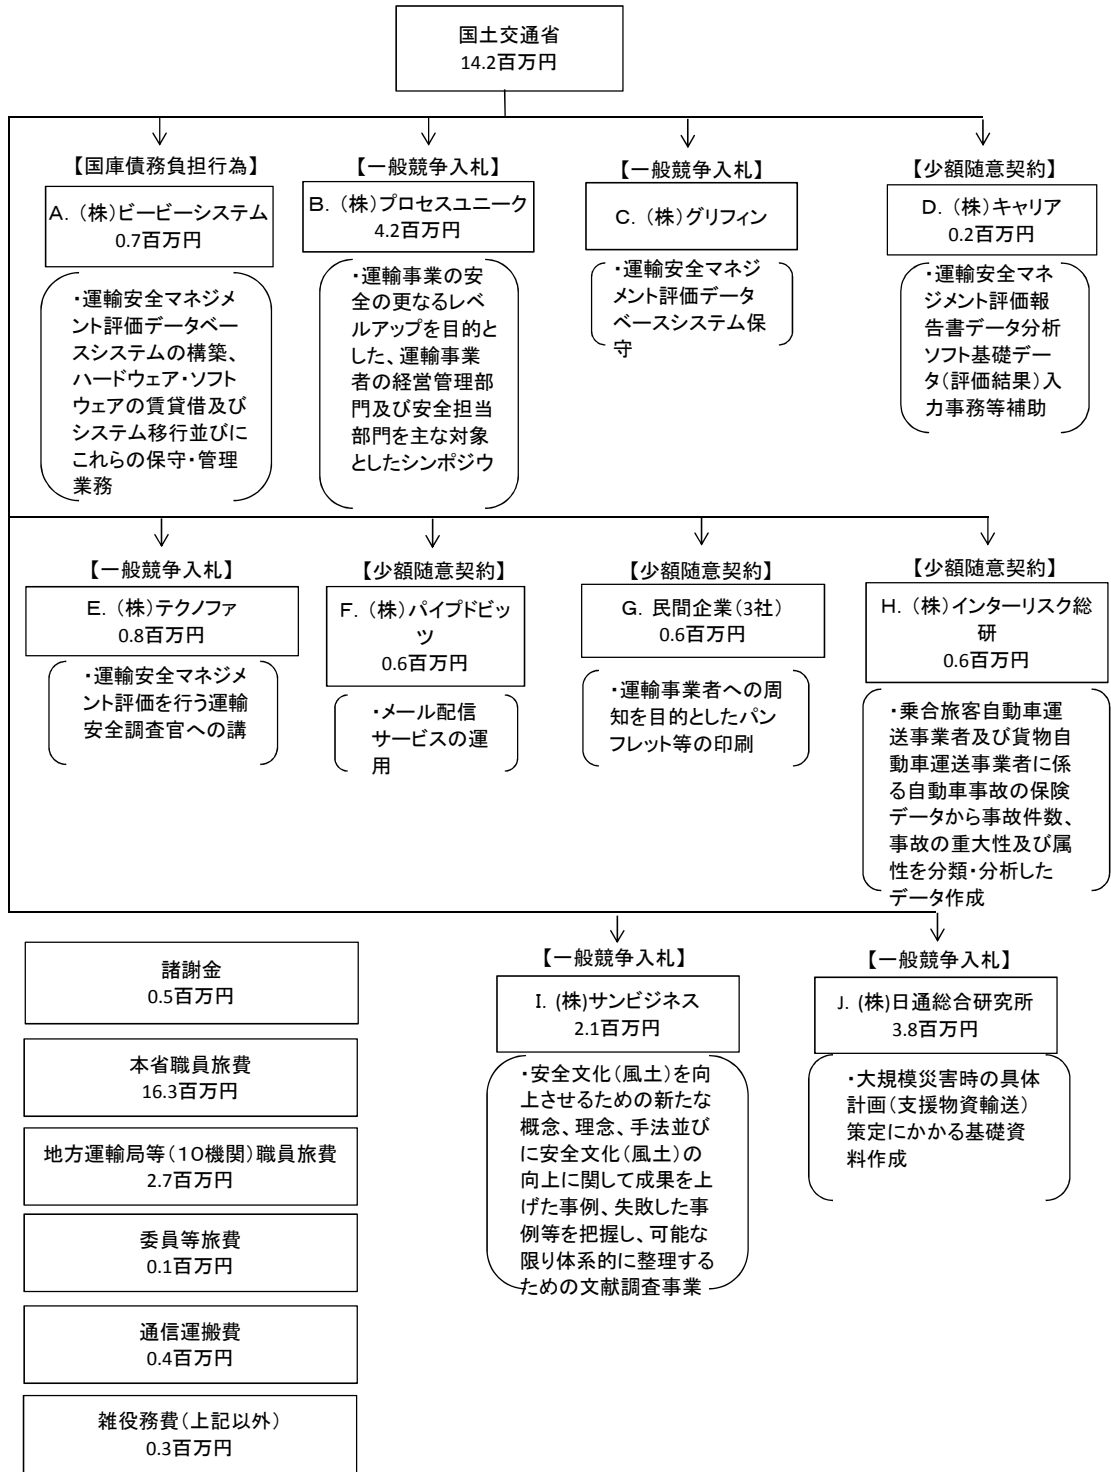 国土交通省
14.2百万円
【国庫債務負担行為】
A. (株)ビービーシステム
0.7百万円
・運輸安全マネジメ
ント評価データベー
スシステムの構築、
ハードウェア・ソフト
ウェアの賃貸借及び
システム移行並びに
これらの保守・管理
業務
【一般競争入札】
B. (株)プロセスユニーク
4.2百万円
・運輸事業の安
全の更なるレベ
ルアップを目的と
した、運輸事業
者の経営管理部
門及び安全担当
部門を主な対象
としたシンポジウ
【一般競争入札】
C. (株)グリフィン
・運輸安全マネジ
メント評価データ
ベースシステム保
守
【少額随意契約】
D. (株)キャリア
0.2百万円
・運輸安全マネ
ジメント評価報
告書データ分析
ソフト基礎デー
タ(評価結果)入
力事務等補助
【一般競争入札】
E. (株)テクノファ
0.8百万円
・運輸安全マネジメ
ント評価を行う運輸
安全調査官への講
【少額随意契約】
F. (株)パイプドビッ
ツ
0.6百万円
・メール配信
サービスの運
用
【少額随意契約】
G. 民間企業(3社)
0.6百万円
・運輸事業者への周
知を目的としたパン
フレット等の印刷
【少額随意契約】
H. (株)インターリスク総
研
0.6百万円
・乗合旅客自動車運
送事業者及び貨物自
動車運送事業者に係
る自動車事故の保険
データから事故件数、
事故の重大性及び属
性を分類・分析した
データ作成
諸謝金
0.5百万円
本省職員旅費
16.3百万円
地方運輸局等(10機関)職員旅費
2.7百万円
委員等旅費
0.1百万円
通信運搬費
0.4百万円
雑役務費(上記以外)
0.3百万円
【一般競争入札】
I. (株)サンビジネス
2.1百万円
・安全文化(風土)を向
上させるための新たな
概念、理念、手法並び
に安全文化(風土)の
向上に関して成果を上
げた事例、失敗した事
例等を把握し、可能な
限り体系的に整理する
ための文献調査事業
【一般競争入札】
J. (株)日通総合研究所
3.8百万円
・大規模災害時の具体
計画(支援物資輸送)
策定にかかる基礎資
料作成